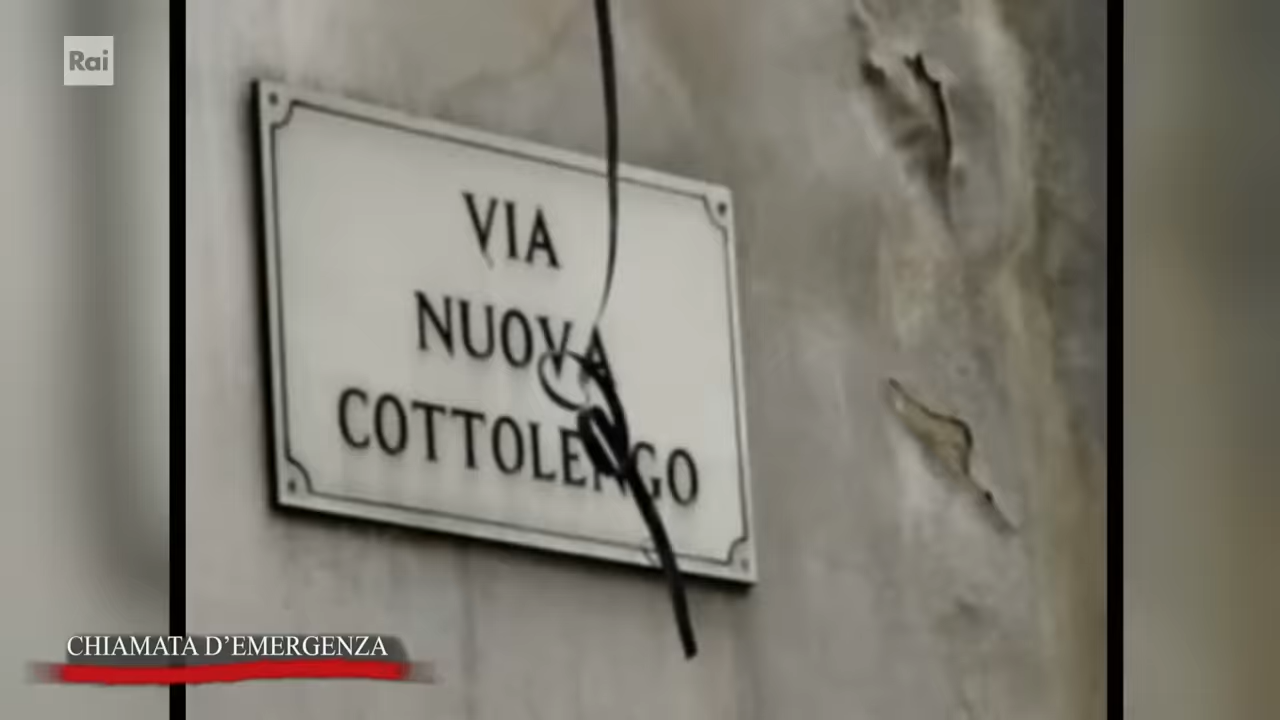 Rai
VIA
NUOVA
COTTOLENGO
CHIAMATA D'EMERGENZA